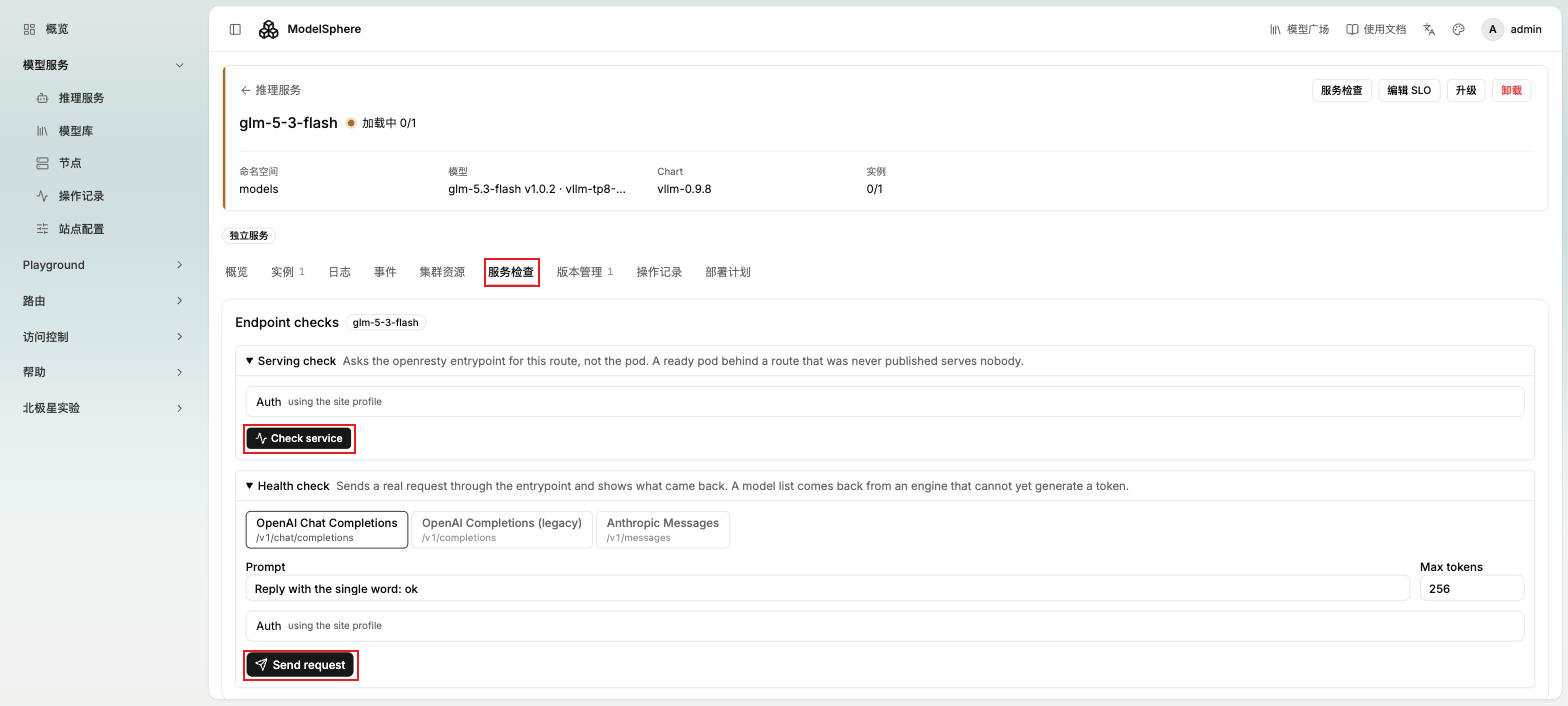 概览
模型服务
推理服务
模型库
节点
操作记录
站点配置
Playground
路由
访问控制
帮助
北极星实验
ModelSphere
模型广场 使用文档 A admin
推理服务
服务检查 编辑 SLO 升级 卸载
glm-5-3-flash 加载中 0/1
命名空间 模型 Chart 实例
models glm-5.3-flash v1.0.2 · vllm-tp8-... vllm-0.9.8 0/1
独立服务
概览 实例 1 日志 事件 集群资源 服务检查 版本管理 1 操作记录 部署计划
Endpoint checks glm-5-3-flash
Serving check Asks the openresty entrypoint for this route, not the pod. A ready pod behind a route that was never published serves nobody.
Auth using the site profile
Check service
Health check Sends a real request through the entrypoint and shows what came back. A model list comes back from an engine that cannot yet generate a token.
OpenAI Chat Completions OpenAI Completions (legacy) Anthropic Messages
/v1/chat/completions /v1/completions /v1/messages
Prompt Max tokens
Reply with the single word: ok 256
Auth using the site profile
Send request